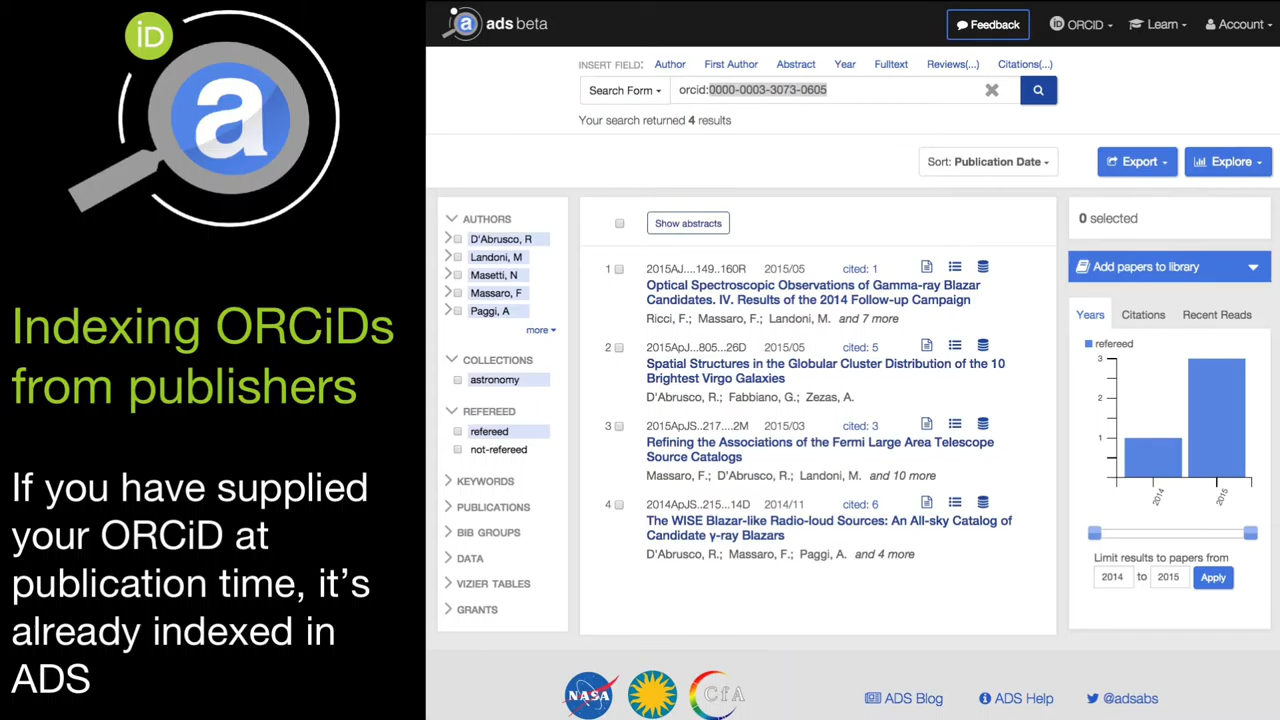 iD
a
Indexing ORCiDs
from publishers
If you have supplied
your ORCiD at
publication time, it's
already indexed in
ADS
a ads beta
Feedback
iD ORCID
Learn
Account
INSERT FIELD: Author First Author Abstract Year Fulltext Reviews(...) Citations(...)
Search Form
orcid:0000-0003-3073-0605
Your search returned 4 results
Sort: Publication Date
Export
Explore
AUTHORS
D'Abrusco, R
Landoni, M
Masetti, N
Massaro, F
Paggi, A
more
COLLECTIONS
astronomy
REFEREED
refereed
not-refereed
KEYWORDS
PUBLICATIONS
BIB GROUPS
DATA
VIZIER TABLES
GRANTS
Show abstracts
1 2015AJ....149..160R 2015/05 cited: 1
Optical Spectroscopic Observations of Gamma-ray Blazar
Candidates. IV. Results of the 2014 Follow-up Campaign
Ricci, F.; Massaro, F.; Landoni, M. and 7 more
2 2015ApJ...805...26D 2015/05 cited: 5
Spatial Structures in the Globular Cluster Distribution of the 10
Brightest Virgo Galaxies
D'Abrusco, R.; Fabbiano, G.; Zezas, A.
3 2015ApJS..217....2M 2015/03 cited: 3
Refining the Associations of the Fermi Large Area Telescope
Source Catalogs
Massaro, F.; D'Abrusco, R.; Landoni, M. and 10 more
4 2014ApJS..215...14D 2014/11 cited: 6
The WISE Blazar-like Radio-loud Sources: An All-sky Catalog of
Candidate γ-ray Blazars
D'Abrusco, R.; Massaro, F.; Paggi, A. and 4 more
0 selected
Add papers to library
Years Citations Recent Reads
refereed
3
2
1
2014 2015
Limit results to papers from
2014 to 2015 Apply
NASA
CfA
ADS Blog
ADS Help
@adsabs